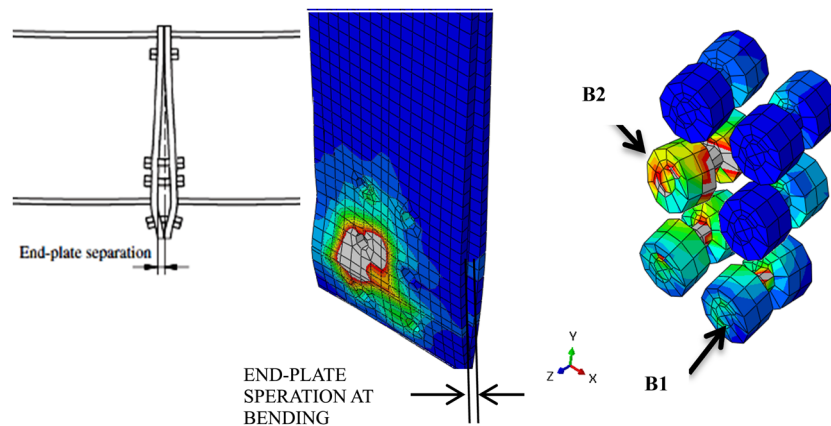 End-plate separation
END-PLATE
SPERATION AT
BENDING
B2
B1
Y
Z
X